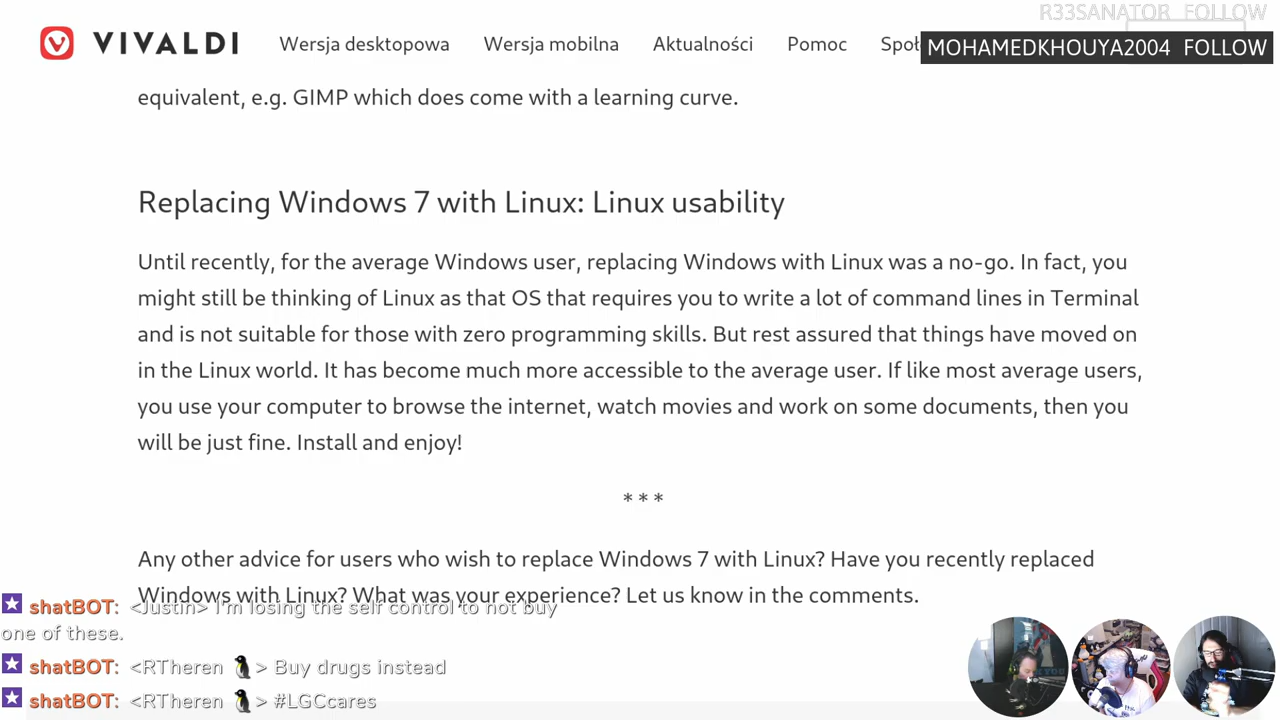 R33SANATOR FOLLOW
VIVALDI Wersja desktopowa Wersja mobilna Aktualności Pomoc Społ
MOHAMEDKHOUYA2004 FOLLOW
equivalent, e.g. GIMP which does come with a learning curve.
Replacing Windows 7 with Linux: Linux usability
Until recently, for the average Windows user, replacing Windows with Linux was a no-go. In fact, you
might still be thinking of Linux as that OS that requires you to write a lot of command lines in Terminal
and is not suitable for those with zero programming skills. But rest assured that things have moved on
in the Linux world. It has become much more accessible to the average user. If like most average users,
you use your computer to browse the internet, watch movies and work on some documents, then you
will be just fine. Install and enjoy!
* * *
Any other advice for users who wish to replace Windows 7 with Linux? Have you recently replaced
Windows with Linux? What was your experience? Let us know in the comments.
shatBOT: <Justin> I'm losing the self control to not buy
one of these.
shatBOT: <RTheren 🐧 > Buy drugs instead
shatBOT: <RTheren 🐧 > #LGCcares